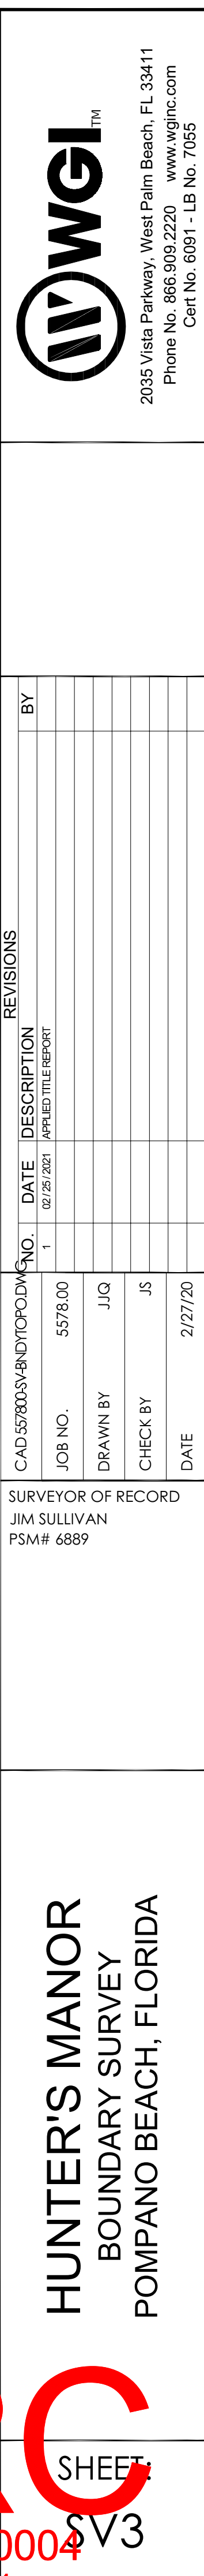 WGI™
2035 Vista Parkway, West Palm Beach, FL 33411
Phone No. 866.909.2220 www.wginc.com
Cert No. 6091 - LB No. 7055
REVISIONS
NO. DATE DESCRIPTION BY
1 02/25/2021 APPLIED TITLE REPORT
CAD 557800-SV-BNDYTOPO.DWG
JOB NO. 5578.00
DRAWN BY JJQ
CHECK BY JS
DATE 2/27/20
SURVEYOR OF RECORD
JIM SULLIVAN
PSM# 6889
HUNTER'S MANOR
BOUNDARY SURVEY
POMPANO BEACH, FLORIDA
RC
SHEET:
0004
SV3